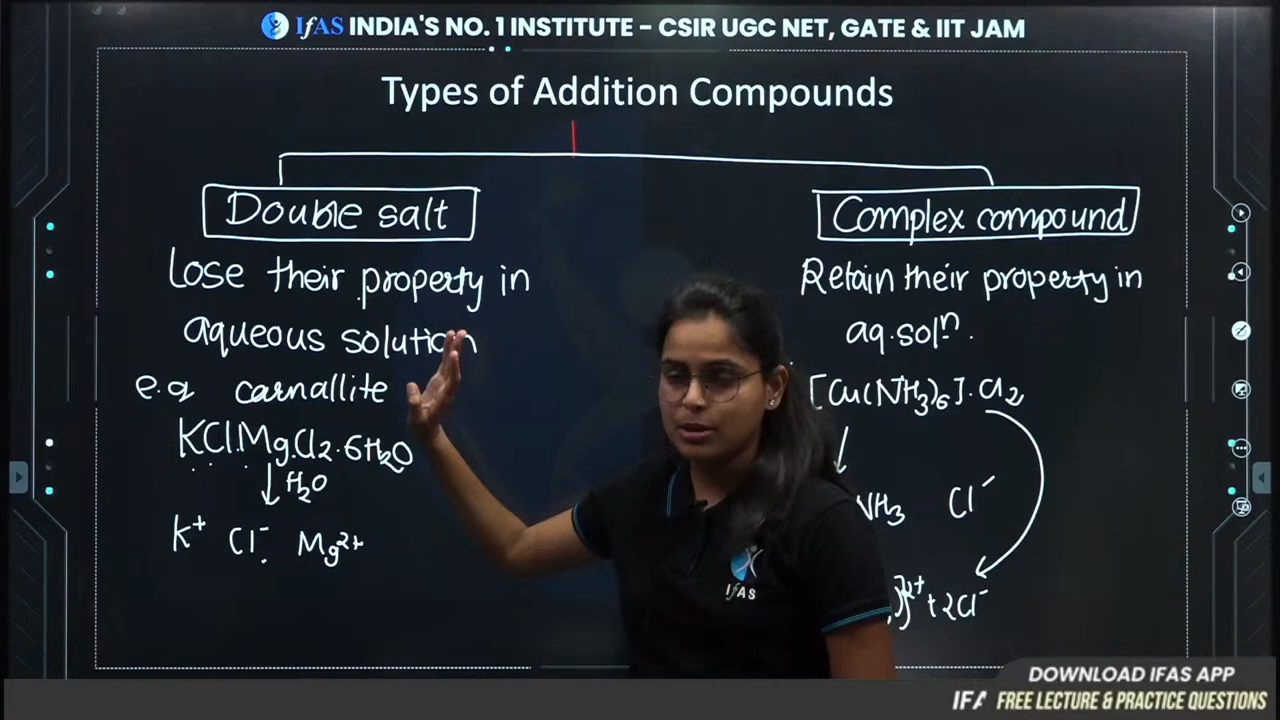 IfAS INDIA'S NO. 1 INSTITUTE - CSIR UGC NET, GATE & IIT JAM
Types of Addition Compounds
Double salt
Lose their property in
aqueous solution
e.g carnallite
KCl.MgCl2.6H2O
H2O
K+ Cl- Mg2+
Complex compound
Retain their property in
aq.soln.
[Cu(NH3)6].Cl2
NH3 Cl-
]2+ + 2Cl-
IfAS
DOWNLOAD IFAS APP
FREE LECTURE & PRACTICE QUESTIONS